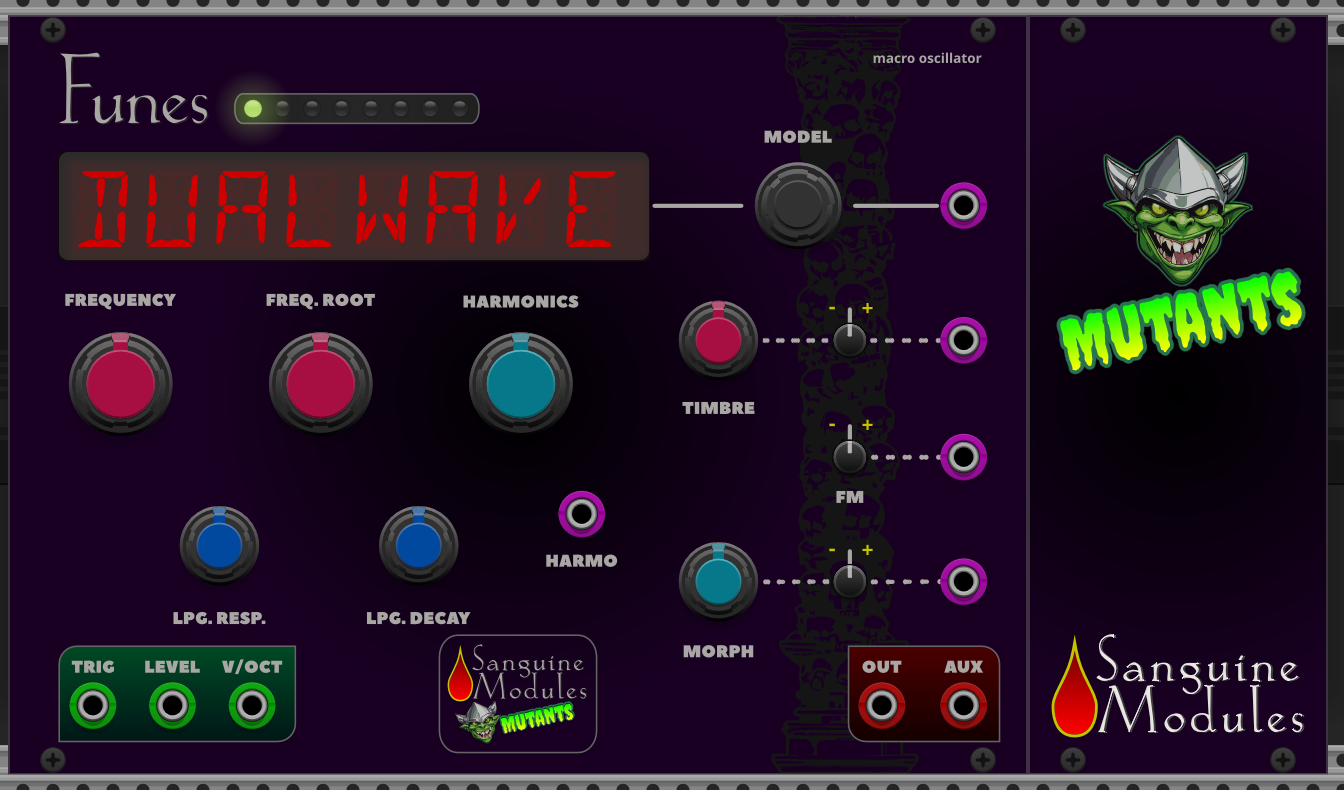 macro oscillator
Funes
MODEL
DUALWAVE
FREQUENCY
FREQ. ROOT
HARMONICS
- +
TIMBRE
- +
FM
HARMO
- +
LPG. RESP.
LPG. DECAY
MORPH
TRIG
LEVEL
V/OCT
Sanguine
Modules
MUTANTS
OUT
AUX
MUTANTS
Sanguine
Modules